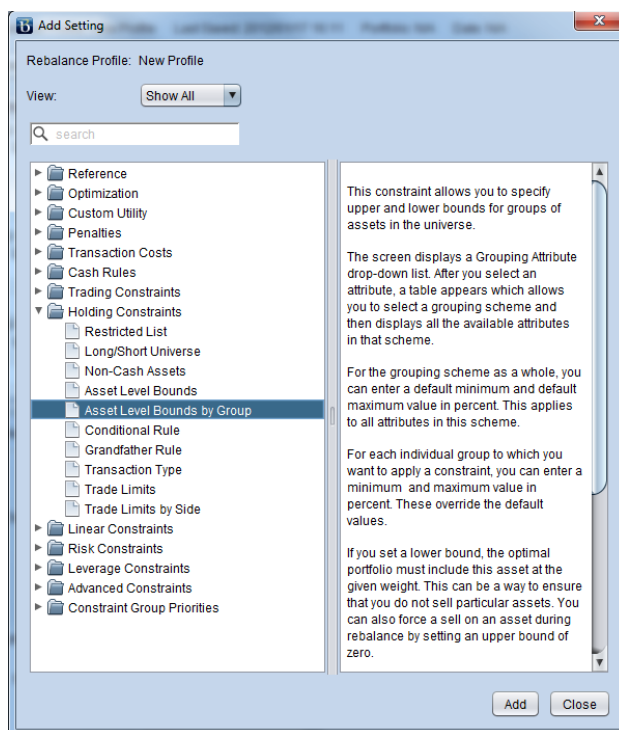 Add Setting
Rebalance Profile: New Profile
View:
Show All
search
Reference
Optimization
Custom Utility
Penalties
Transaction Costs
Cash Rules
Trading Constraints
Holding Constraints
Restricted List
Long/Short Universe
Non-Cash Assets
Asset Level Bounds
Asset Level Bounds by Group
Conditional Rule
Grandfather Rule
Transaction Type
Trade Limits
Trade Limits by Side
Linear Constraints
Risk Constraints
Leverage Constraints
Advanced Constraints
Constraint Group Priorities
This constraint allows you to specify
upper and lower bounds for groups of
assets in the universe.
The screen displays a Grouping Attribute
drop-down list. After you select an
attribute, a table appears which allows
you to select a grouping scheme and
then displays all the available attributes
in that scheme.
For the grouping scheme as a whole, you
can enter a default minimum and default
maximum value in percent. This applies
to all attributes in this scheme.
For each individual group to which you
want to apply a constraint, you can enter a
minimum and maximum value in
percent. These override the default
values.
If you set a lower bound, the optimal
portfolio must include this asset at the
given weight. This can be a way to ensure
that you do not sell particular assets. You
can also force a sell on an asset during
rebalance by setting an upper bound of
zero.
Add
Close